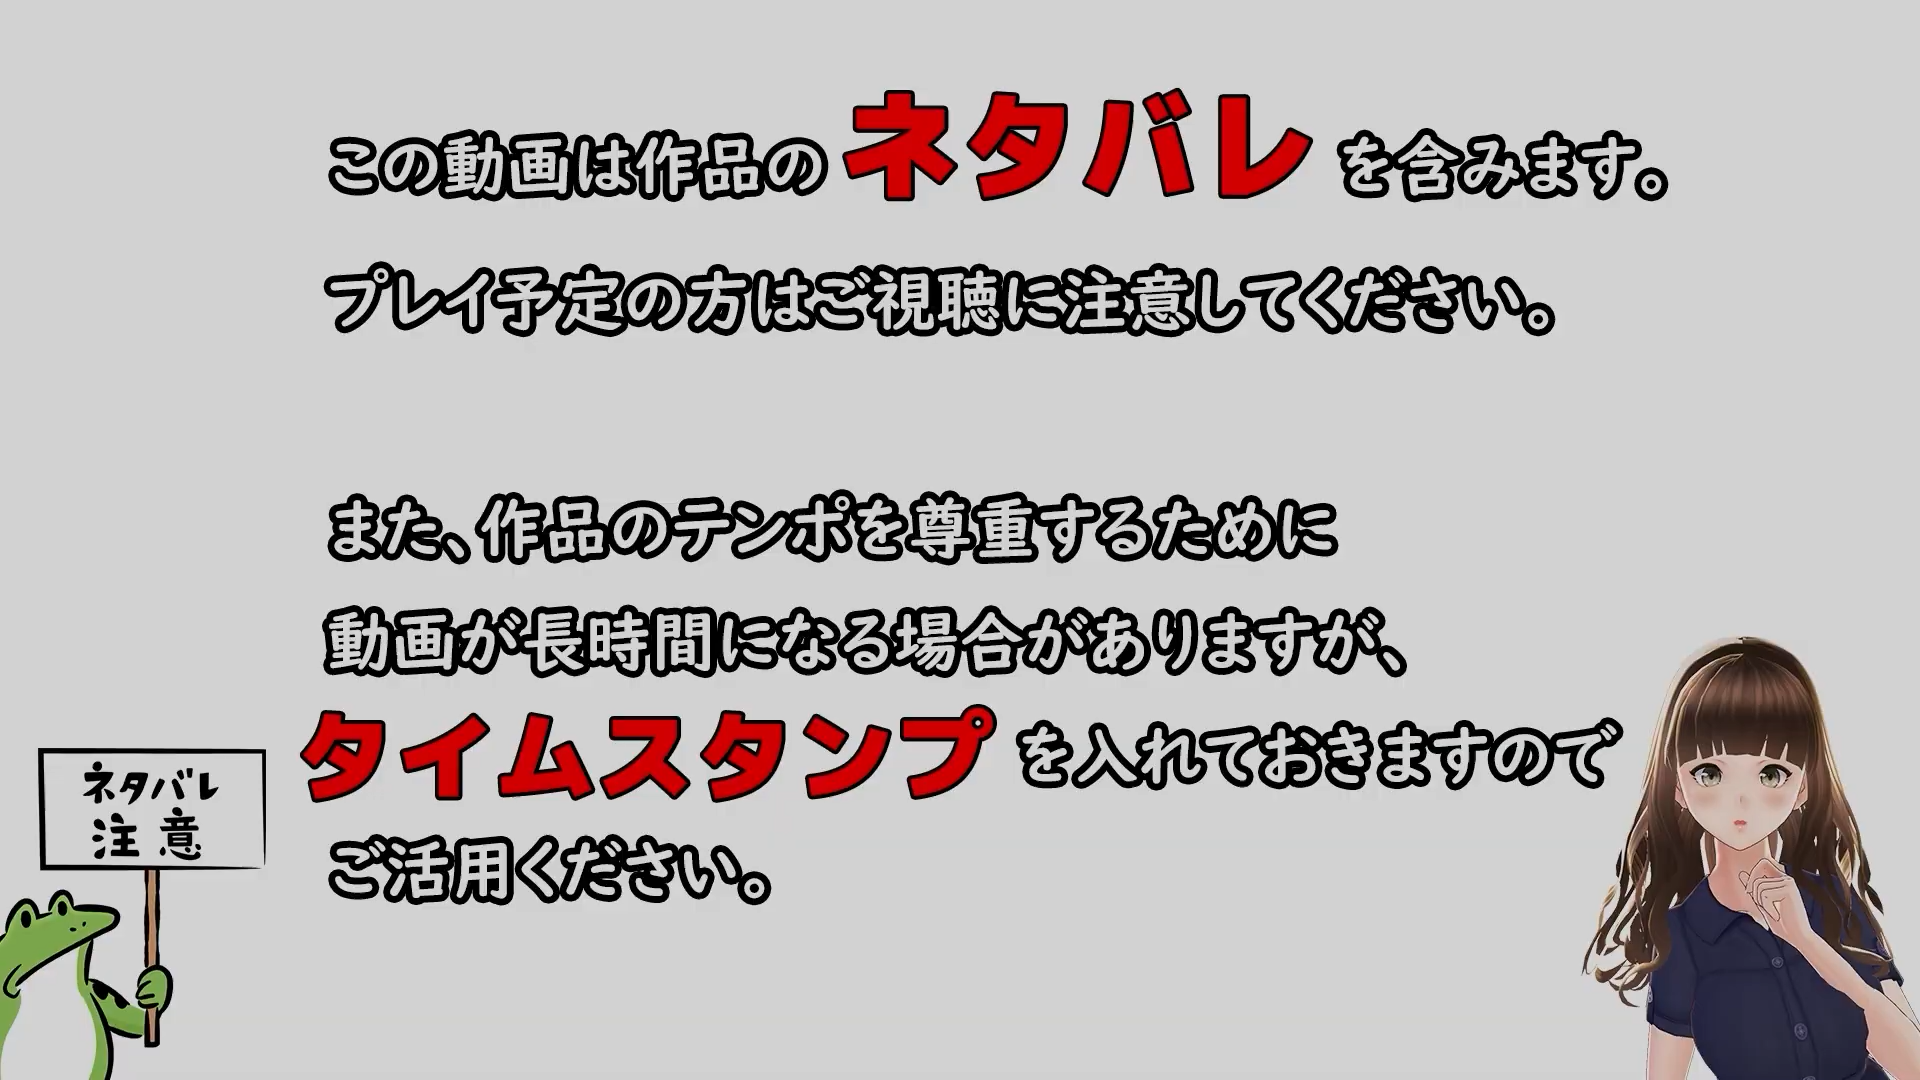 この動画は作品のネタバレを含みます。
プレイ予定の方はご視聴に注意してください。
また、作品のテンポを尊重するために
動画が長時間になる場合がありますが、
タイムスタンプを入れておきますので
ご活用ください。
ネタバレ
注意